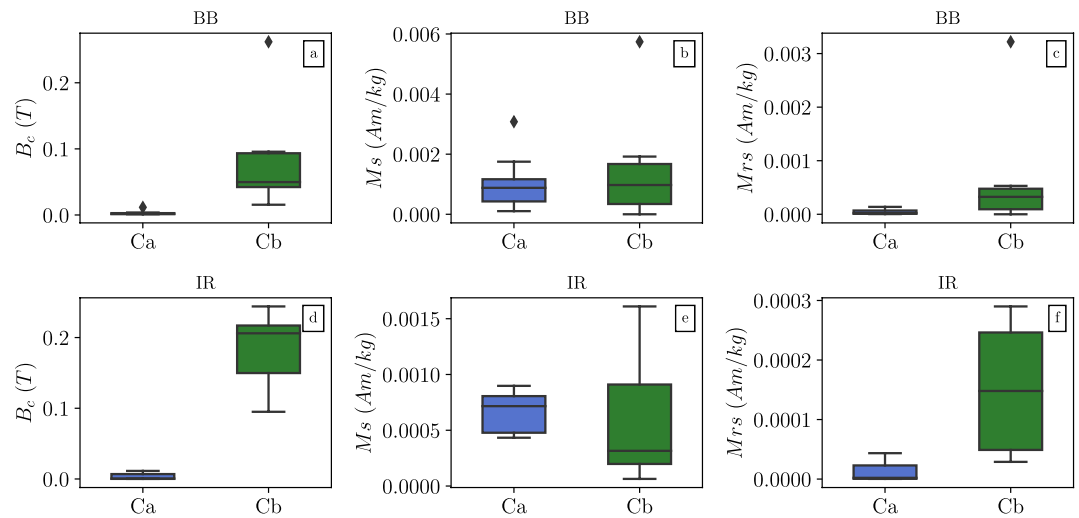 BB
a
B_c (T)
0.2
0.1
0.0
Ca
Cb
BB
b
Ms (Am/kg)
0.006
0.004
0.002
0.000
Ca
Cb
BB
c
Mrs (Am/kg)
0.003
0.002
0.001
0.000
Ca
Cb
IR
d
B_c (T)
0.2
0.1
0.0
Ca
Cb
IR
e
Ms (Am/kg)
0.0015
0.0010
0.0005
0.0000
Ca
Cb
IR
f
Mrs (Am/kg)
0.0003
0.0002
0.0001
0.0000
Ca
Cb